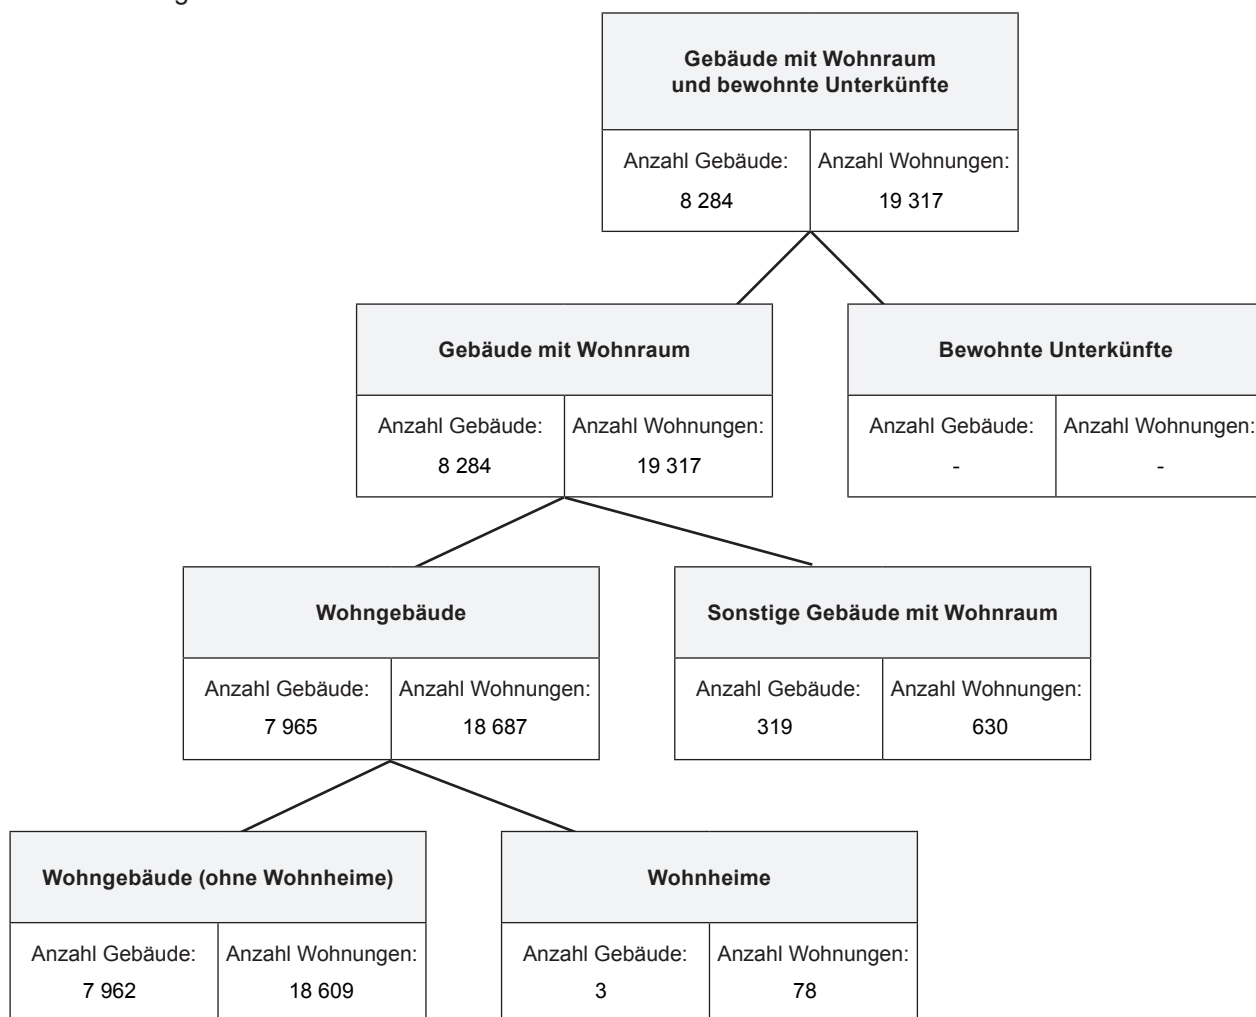 Gebäude mit Wohnraum
und bewohnte Unterkünfte
Anzahl Gebäude: Anzahl Wohnungen:
8 284 19 317
Gebäude mit Wohnraum
Anzahl Gebäude: Anzahl Wohnungen:
8 284 19 317
Bewohnte Unterkünfte
Anzahl Gebäude: Anzahl Wohnungen:
- -
Wohngebäude
Anzahl Gebäude: Anzahl Wohnungen:
7 965 18 687
Sonstige Gebäude mit Wohnraum
Anzahl Gebäude: Anzahl Wohnungen:
319 630
Wohngebäude (ohne Wohnheime)
Anzahl Gebäude: Anzahl Wohnungen:
7 962 18 609
Wohnheime
Anzahl Gebäude: Anzahl Wohnungen:
3 78